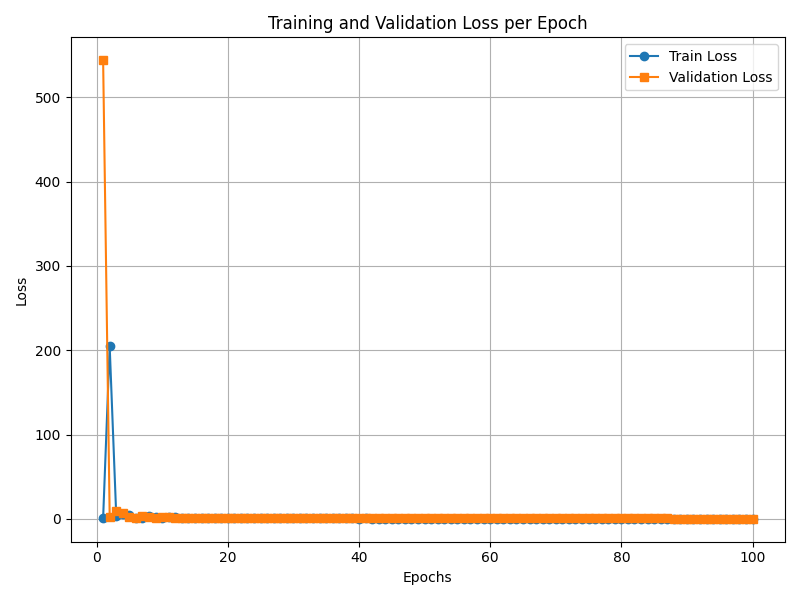 Training and Validation Loss per Epoch
Train Loss
Validation Loss
500
400
300
200
100
0
Loss
0 20 40 60 80 100
Epochs